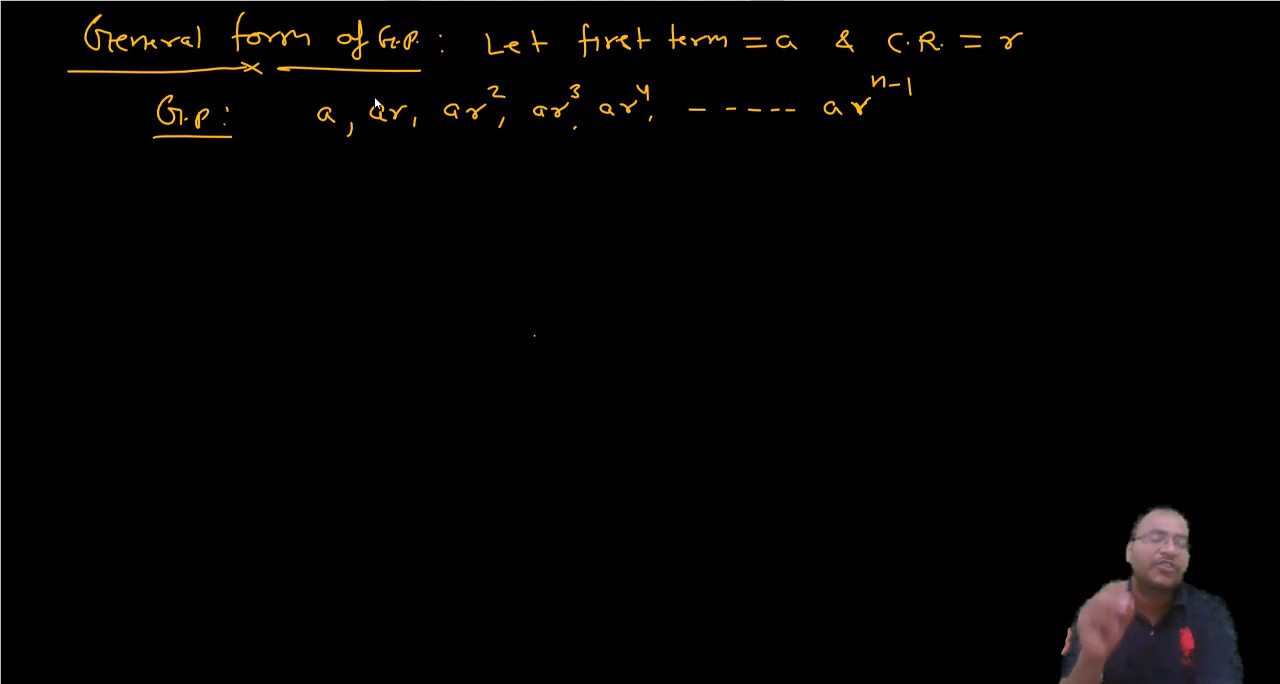 General form of G.P. : Let first term = a & C.R. = r
G.P: a, ar, ar², ar³, ar⁴, ------ arⁿ⁻¹